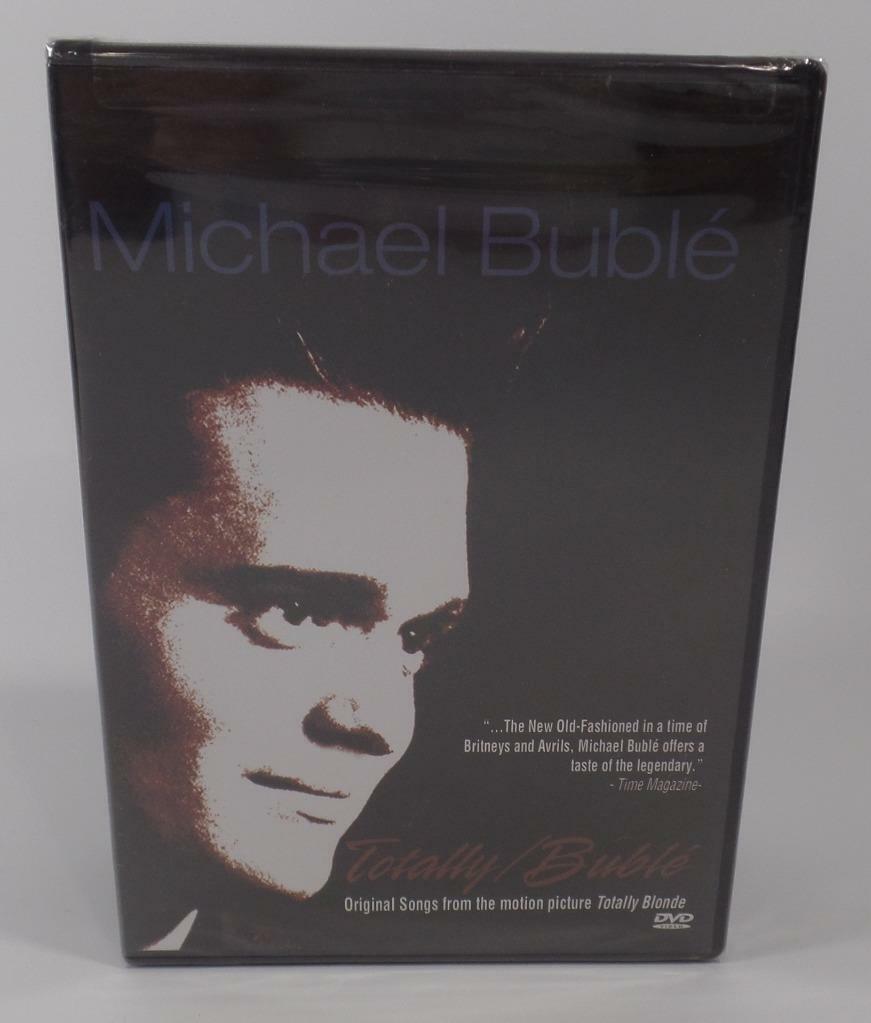 Michael Bublé
“...The New Old-Fashioned in a time of
Britneys and Avrils, Michael Bublé offers a
taste of the legendary.”
- Time Magazine-
Totally/Bublé
Original Songs from the motion picture Totally Blonde
DVD
VIDEO